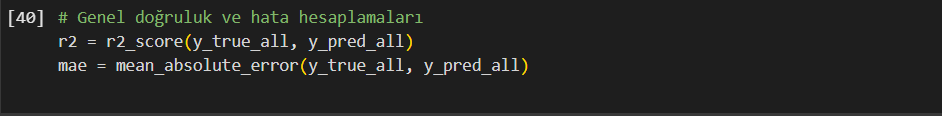 [40] # Genel doğruluk ve hata hesaplamaları
r2 = r2_score(y_true_all, y_pred_all)
mae = mean_absolute_error(y_true_all, y_pred_all)